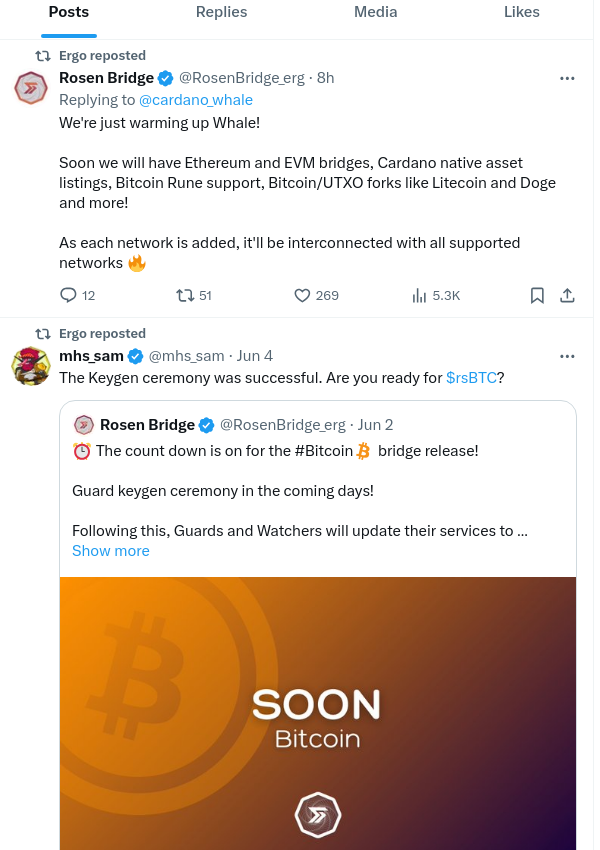 Posts Replies Media Likes
Ergo reposted
Rosen Bridge @RosenBridge_erg · 8h
Replying to @cardano_whale
We're just warming up Whale!
Soon we will have Ethereum and EVM bridges, Cardano native asset
listings, Bitcoin Rune support, Bitcoin/UTXO forks like Litecoin and Doge
and more!
As each network is added, it'll be interconnected with all supported
networks 🔥
12 51 269 5.3K
Ergo reposted
mhs_sam @mhs_sam · Jun 4
The Keygen ceremony was successful. Are you ready for $rsBTC?
Rosen Bridge @RosenBridge_erg · Jun 2
⏰ The count down is on for the #Bitcoin bridge release!
Guard keygen ceremony in the coming days!
Following this, Guards and Watchers will update their services to ...
Show more
SOON
Bitcoin